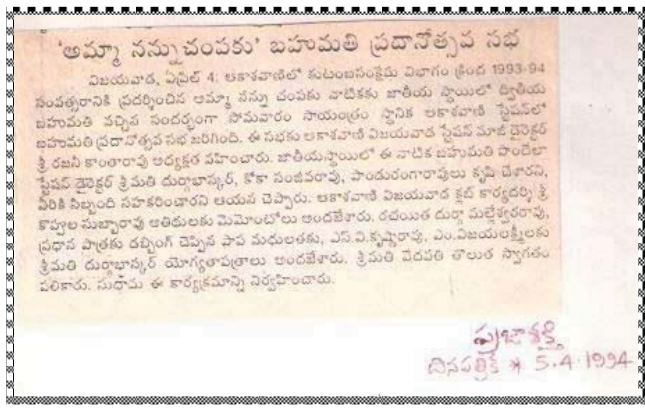 'అమ్మా నన్నుచంపకు' బహుమతి ప్రదానోత్సవ సభ
విజయవాడ, ఏప్రిల్ 4: ఆకాశవాణిలో కుటుంబసంక్షేమ విభాగం క్రింద 1993-94
సంవత్సరానికి ప్రదర్శించిన అమ్మా నన్ను చంపకు నాటికకు జాతీయ స్థాయిలో ద్వితీయ
బహుమతి వచ్చిన సందర్భంగా సోమవారం సాయంత్రం స్థానిక ఆకాశవాణి స్టేషన్‌లో
బహుమతి ప్రదానోత్సవ సభ జరిగింది. ఈ సభకు ఆకాశవాణి విజయవాడ స్టేషన్ మాజీ డైరెక్టర్
శ్రీ రజనీ కాంతారావు అధ్యక్షత వహించారు. జాతీయస్థాయిలో ఈ నాటిక బహుమతి పొందేలా
స్టేషన్ డైరెక్టర్ శ్రీమతి దుర్గాభాస్కర్, కోకా సంజీవరావు, పాండురంగారావులు కృషి చేశారని,
వీరికి సిబ్బంది సహకరించారని ఆయన చెప్పారు. ఆకాశవాణి విజయవాడ క్లబ్ కార్యదర్శి శ్రీ
కొప్పుల సుబ్బారావు అతిథులకు మెమోంటోలు అందజేశారు. రచయిత దుర్గా మల్లేశ్వరరావు,
ప్రధాన పాత్రకు డబ్బింగ్ చెప్పిన పాప మధులతకు, ఎస్.వి.కృష్ణారావు, ఎం.విజయలక్ష్మీలకు
శ్రీమతి దుర్గాభాస్కర్ యోగ్యతాపత్రాలు అందజేశారు. శ్రీమతి వేదవతి తొలుత స్వాగతం
పలికారు. సుధామ ఈ కార్యక్రమాన్ని నిర్వహించారు.
ప్రజాశక్తి
దినపత్రిక * 5.4.1994